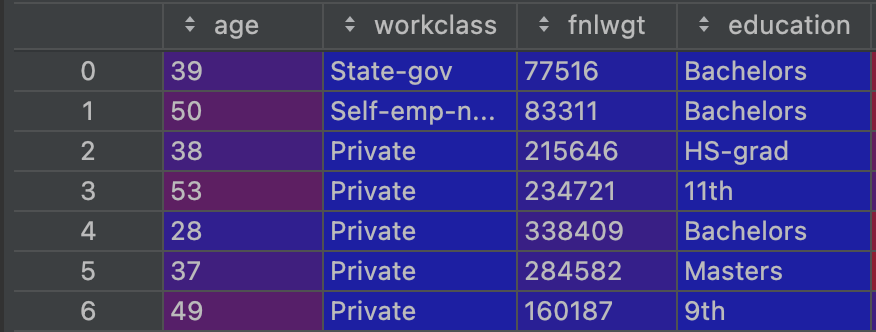 age workclass fnlwgt education
0 39 State-gov 77516 Bachelors
1 50 Self-emp-n... 83311 Bachelors
2 38 Private 215646 HS-grad
3 53 Private 234721 11th
4 28 Private 338409 Bachelors
5 37 Private 284582 Masters
6 49 Private 160187 9th